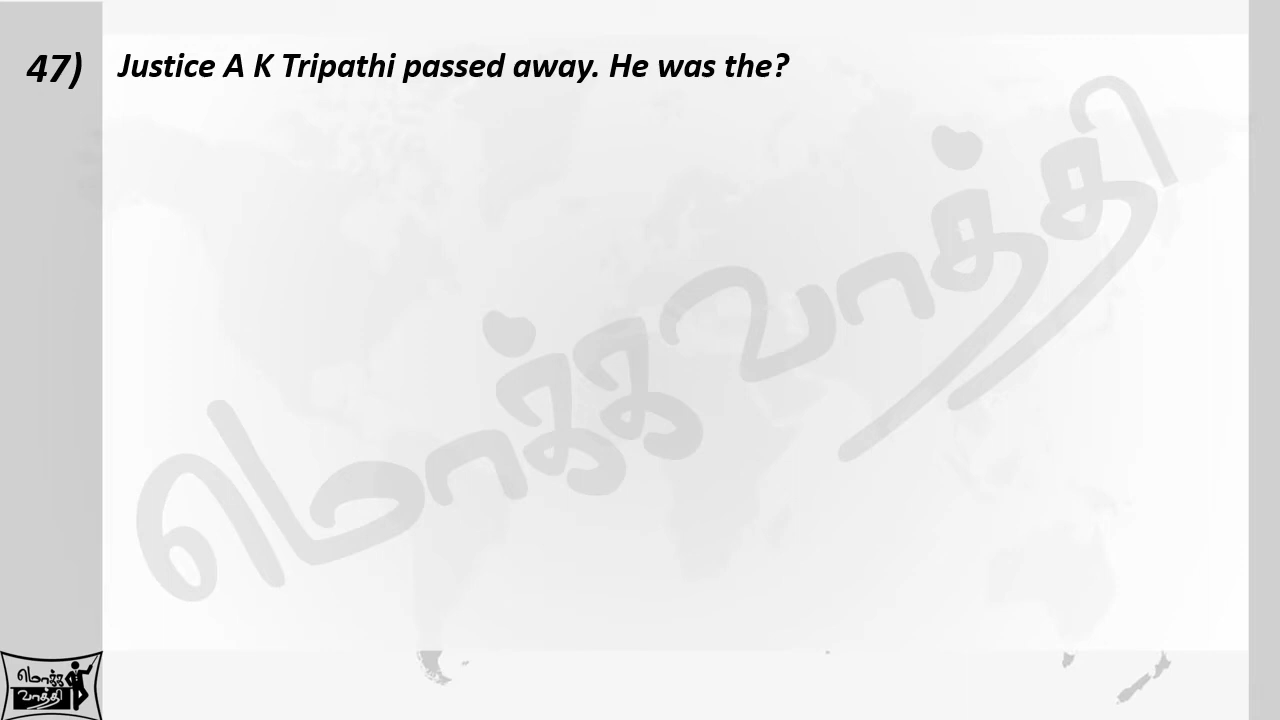 47) Justice A K Tripathi passed away. He was the?
மொக்க வாத்தி
மொக்க
வாத்தி